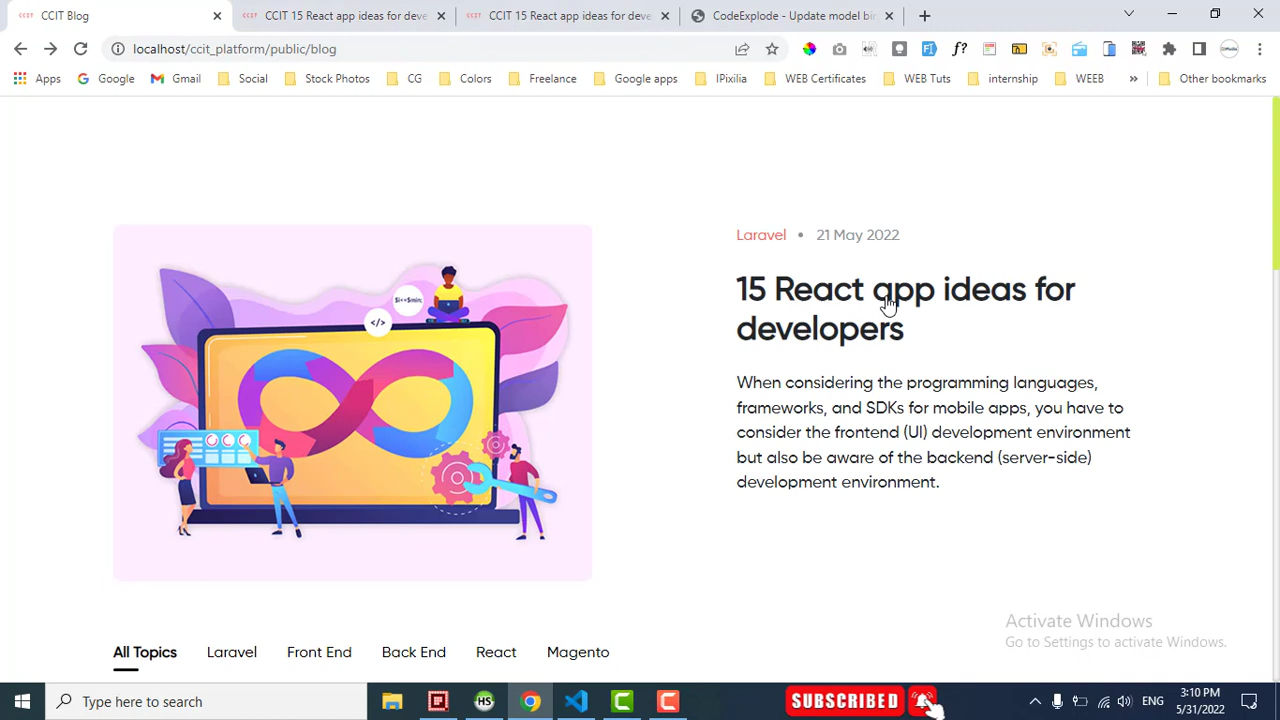 CCIT Blog
CCIT 15 React app ideas for deve
CCIT 15 React app ideas for deve
CodeExplode - Update model bin
localhost/ccit_platform/public/blog
Apps
Google
Gmail
Social
Stock Photos
CG
Colors
Freelance
Google apps
1Pixilia
WEB Certificates
WEB Tuts
internship
WEEB
»
Other bookmarks
Laravel • 21 May 2022
15 React app ideas for
developers
When considering the programming languages,
frameworks, and SDKs for mobile apps, you have to
consider the frontend (UI) development environment
but also be aware of the backend (server-side)
development environment.
</>
Activate Windows
Go to Settings to activate Windows.
All Topics
Laravel
Front End
Back End
React
Magento
Type here to search
HS
SUBSCRIBED
ENG
3:10 PM
5/31/2022